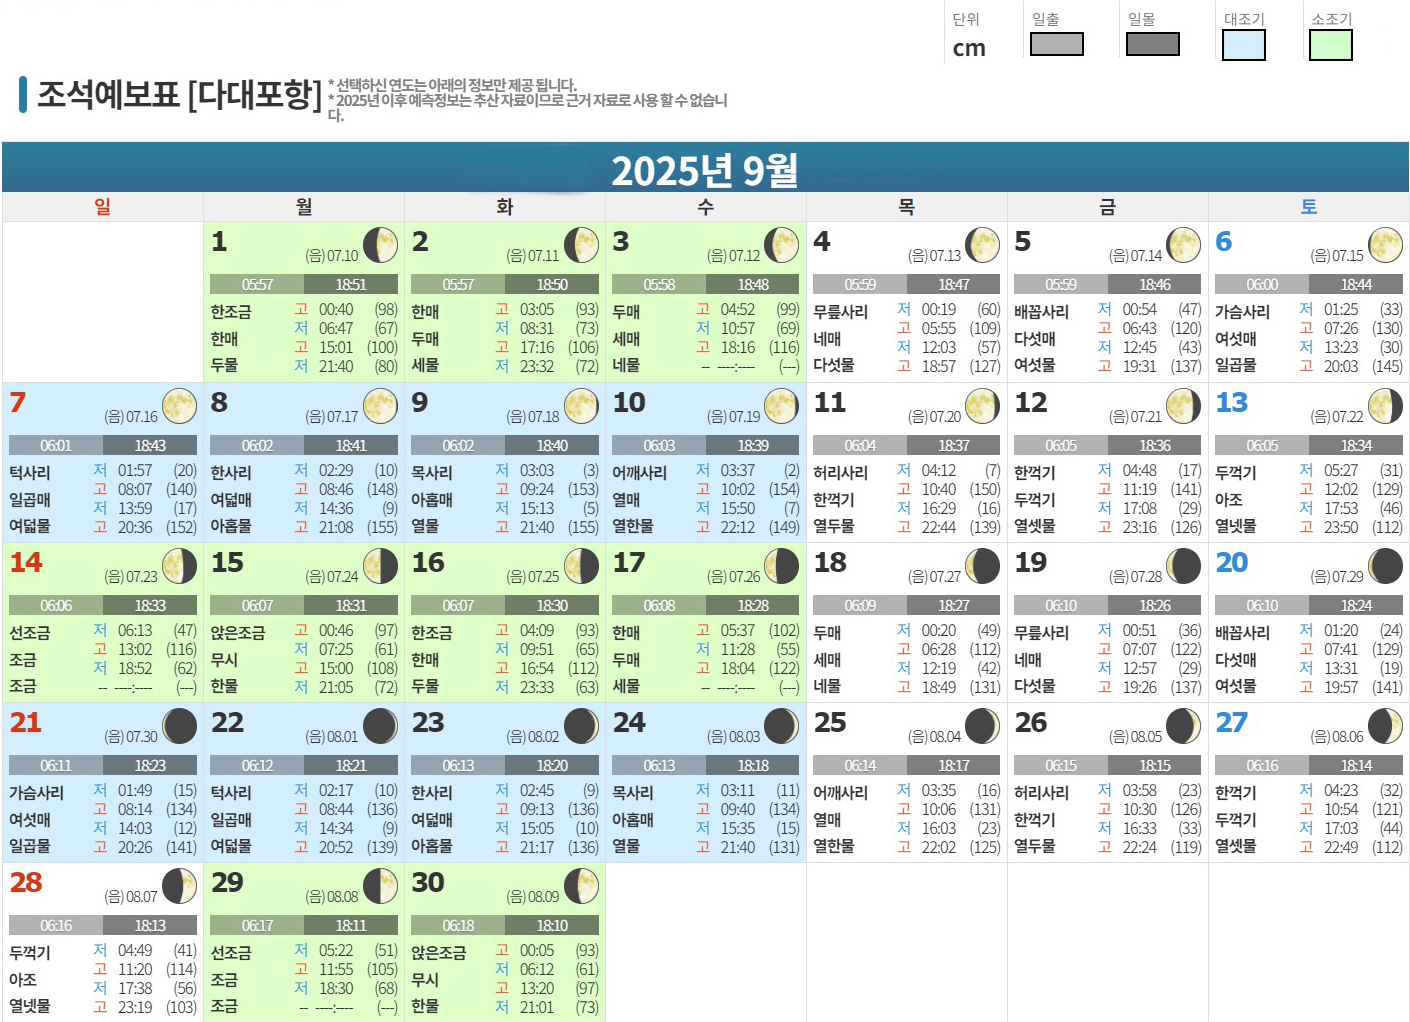 단위
cm
일출
일몰
대조기
소조기
조석예보표 [다대포항]
* 선택하신 연도는 아래의 정보만 제공 됩니다.
* 2025년 이후 예측정보는 추산 자료이므로 근거 자료로 사용 할 수 없습니
다.
2025년 9월
일 월 화 수 목 금 토
1
(음) 07.10
05:57 18:51
한조금
한매
두물
고 00:40 (98)
저 06:47 (67)
고 15:01 (100)
저 21:40 (80)
2
(음) 07.11
05:57 18:50
한매
두매
세물
고 03:05 (93)
저 08:31 (73)
고 17:16 (106)
저 23:32 (72)
3
(음) 07.12
05:58 18:48
두매
세매
네물
고 04:52 (99)
저 10:57 (69)
고 18:16 (116)
-- ----:---- (---)
4
(음) 07.13
05:59 18:47
무릎사리
네매
다섯물
저 00:19 (60)
고 05:55 (109)
저 12:03 (57)
고 18:57 (127)
5
(음) 07.14
05:59 18:46
배꼽사리
다섯매
여섯물
저 00:54 (47)
고 06:43 (120)
저 12:45 (43)
고 19:31 (137)
6
(음) 07.15
06:00 18:44
가슴사리
여섯매
일곱물
저 01:25 (33)
고 07:26 (130)
저 13:23 (30)
고 20:03 (145)
7
(음) 07.16
06:01 18:43
턱사리
일곱매
여덟물
저 01:57 (20)
고 08:07 (140)
저 13:59 (17)
고 20:36 (152)
8
(음) 07.17
06:02 18:41
한사리
여덟매
아홉물
저 02:29 (10)
고 08:46 (148)
저 14:36 (9)
고 21:08 (155)
9
(음) 07.18
06:02 18:40
목사리
아홉매
열물
저 03:03 (3)
고 09:24 (153)
저 15:13 (5)
고 21:40 (155)
10
(음) 07.19
06:03 18:39
어깨사리
열매
열한물
저 03:37 (2)
고 10:02 (154)
저 15:50 (7)
고 22:12 (149)
11
(음) 07.20
06:04 18:37
허리사리
한꺽기
열두물
저 04:12 (7)
고 10:40 (150)
저 16:29 (16)
고 22:44 (139)
12
(음) 07.21
06:05 18:36
한꺽기
두꺽기
열셋물
저 04:48 (17)
고 11:19 (141)
저 17:08 (29)
고 23:16 (126)
13
(음) 07.22
06:05 18:34
두꺽기
아조
열넷물
저 05:27 (31)
고 12:02 (129)
저 17:53 (46)
고 23:50 (112)
14
(음) 07.23
06:06 18:33
선조금
조금
조금
저 06:13 (47)
고 13:02 (116)
저 18:52 (62)
-- ----:---- (---)
15
(음) 07.24
06:07 18:31
앉은조금
무시
한물
고 00:46 (97)
저 07:25 (61)
고 15:00 (108)
저 21:05 (72)
16
(음) 07.25
06:07 18:30
한조금
한매
두물
고 04:09 (93)
저 09:51 (65)
고 16:54 (112)
저 23:33 (63)
17
(음) 07.26
06:08 18:28
한매
두매
세물
고 05:37 (102)
저 11:28 (55)
고 18:04 (122)
-- ----:---- (---)
18
(음) 07.27
06:09 18:27
두매
세매
네물
저 00:20 (49)
고 06:28 (112)
저 12:19 (42)
고 18:49 (131)
19
(음) 07.28
06:10 18:26
무릎사리
네매
다섯물
저 00:51 (36)
고 07:07 (122)
저 12:57 (29)
고 19:26 (137)
20
(음) 07.29
06:10 18:24
배꼽사리
다섯매
여섯물
저 01:20 (24)
고 07:41 (129)
저 13:31 (19)
고 19:57 (141)
21
(음) 07.30
06:11 18:23
가슴사리
여섯매
일곱물
저 01:49 (15)
고 08:14 (134)
저 14:03 (12)
고 20:26 (141)
22
(음) 08.01
06:12 18:21
턱사리
일곱매
여덟물
저 02:17 (10)
고 08:44 (136)
저 14:34 (9)
고 20:52 (139)
23
(음) 08.02
06:13 18:20
한사리
여덟매
아홉물
저 02:45 (9)
고 09:13 (136)
저 15:05 (10)
고 21:17 (136)
24
(음) 08.03
06:13 18:18
목사리
아홉매
열물
저 03:11 (11)
고 09:40 (134)
저 15:35 (15)
고 21:40 (131)
25
(음) 08.04
06:14 18:17
어깨사리
열매
열한물
저 03:35 (16)
고 10:06 (131)
저 16:03 (23)
고 22:02 (125)
26
(음) 08.05
06:15 18:15
허리사리
한꺽기
열두물
저 03:58 (23)
고 10:30 (126)
저 16:33 (33)
고 22:24 (119)
27
(음) 08.06
06:16 18:14
한꺽기
두꺽기
열셋물
저 04:23 (32)
고 10:54 (121)
저 17:03 (44)
고 22:49 (112)
28
(음) 08.07
06:16 18:13
두꺽기
아조
열넷물
저 04:49 (41)
고 11:20 (114)
저 17:38 (56)
고 23:19 (103)
29
(음) 08.08
06:17 18:11
선조금
조금
조금
저 05:22 (51)
고 11:55 (105)
저 18:30 (68)
-- ----:---- (---)
30
(음) 08.09
06:18 18:10
앉은조금
무시
한물
고 00:05 (93)
저 06:12 (61)
고 13:20 (97)
저 21:01 (73)